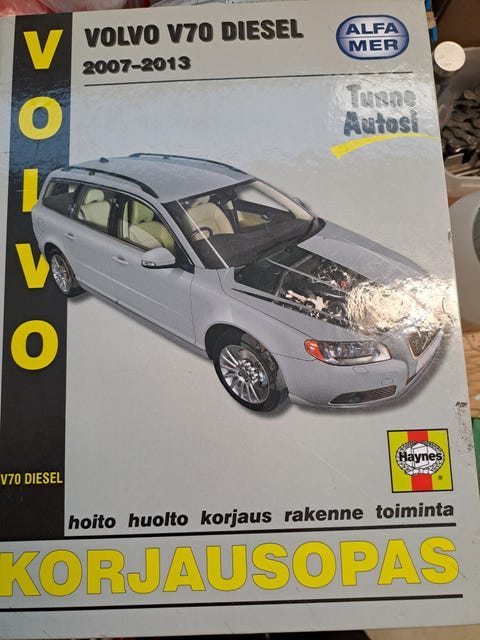 VOLVO V70 DIESEL
2007–2013
ALFA
MER
Tunne
Autosi
VOLVO
V70 DIESEL
Haynes
®
hoito huolto korjaus rakenne toiminta
KORJAUSOPAS